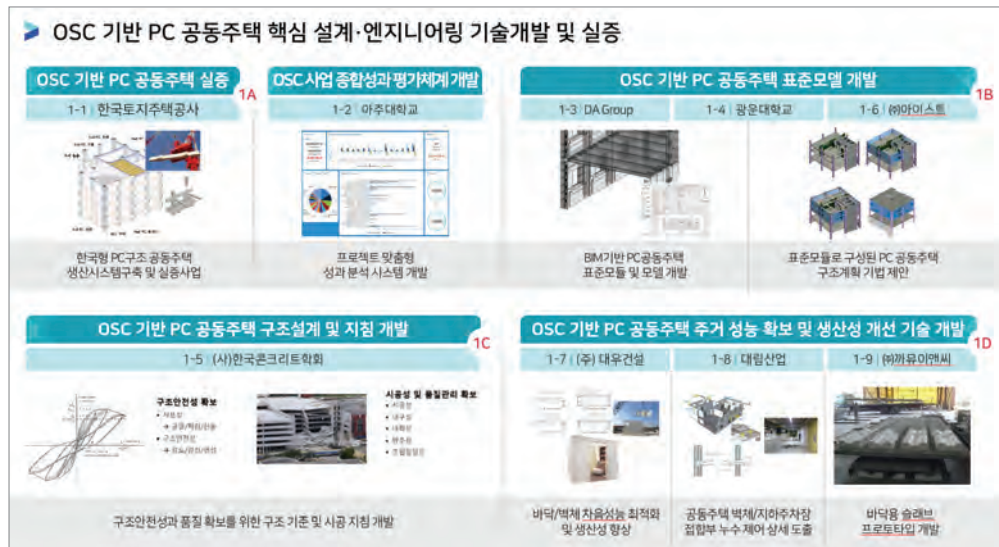 OSC 기반 PC 공동주택 핵심 설계·엔지니어링 기술개발 및 실증
OSC 기반 PC 공동주택 실증
1A
1-1 | 한국토지주택공사
한국형 PC구조 공동주택
생산시스템구축 및 실증사업
OSC 사업 종합성과 평가체계 개발
1-2 | 아주대학교
프로젝트 맞춤형
성과 분석 시스템 개발
OSC 기반 PC 공동주택 표준모델 개발
1B
1-3 | DA Group
1-4 | 광운대학교
1-6 | ㈜아이스트
BIM기반 PC공동주택
표준모듈 및 모델 개발
표준모듈로 구성된 PC 공동주택
구조계획 기법 제안
OSC 기반 PC 공동주택 구조설계 및 지침 개발
1C
1-5 | (사)한국콘크리트학회
구조안전성 확보
• 사용성
• 구조안전성
시공성 및 품질관리 확보
• 시공성
• 내구성
• 내화성
구조안전성과 품질 확보를 위한 구조 기준 및 시공 지침 개발
OSC 기반 PC 공동주택 주거 성능 확보 및 생산성 개선 기술 개발
1D
1-7 | (주) 대우건설
1-8 | 대림산업
1-9 | ㈜까뮤이앤씨
바닥/벽체 차음성능 최적화
및 생산성 향상
공동주택 벽체/지하주차장
접합부 누수 제어 상세 도출
바닥용 슬래브
프로토타입 개발